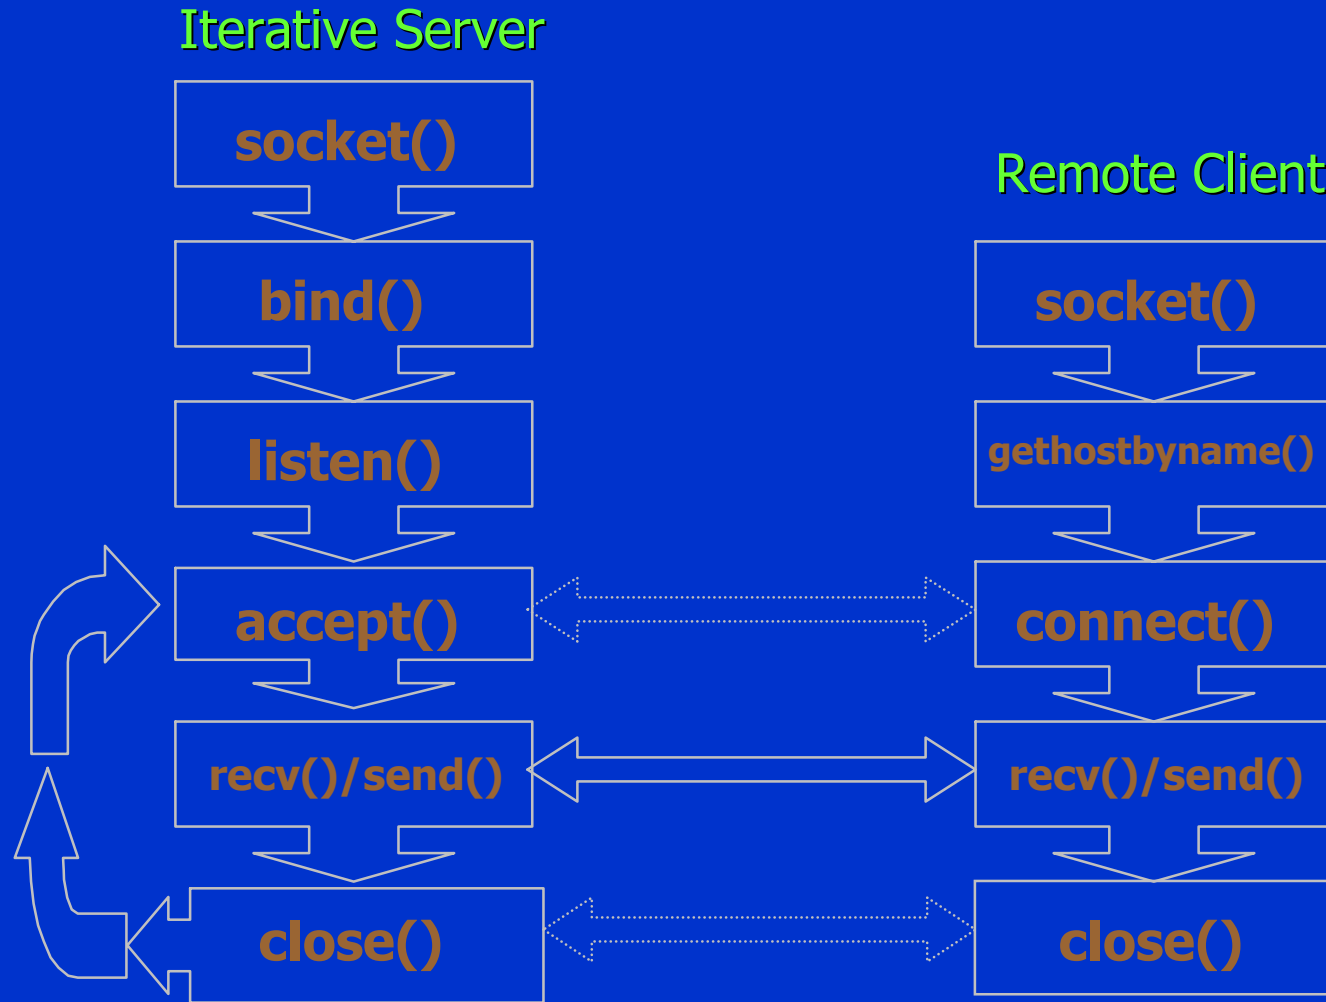 Iterative Server
socket()
bind()
listen()
accept()
recv()/send()
close()
Remote Client
socket()
gethostbyname()
connect()
recv()/send()
close()